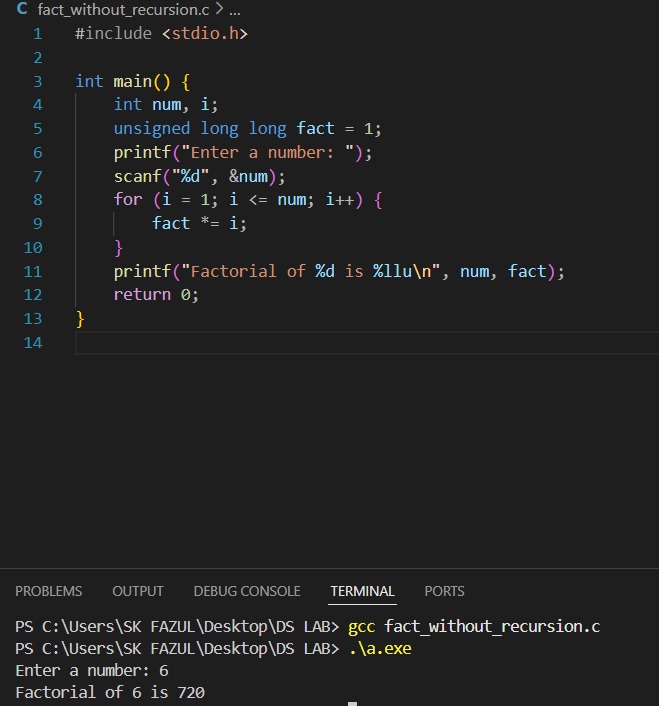 C fact_without_recursion.c > ...
1 #include <stdio.h>
2
3 int main() {
4     int num, i;
5     unsigned long long fact = 1;
6     printf("Enter a number: ");
7     scanf("%d", &num);
8     for (i = 1; i <= num; i++) {
9         fact *= i;
10     }
11     printf("Factorial of %d is %llu\n", num, fact);
12     return 0;
13 }
14
PROBLEMS OUTPUT DEBUG CONSOLE TERMINAL PORTS
PS C:\Users\SK FAZUL\Desktop\DS LAB> gcc fact_without_recursion.c
PS C:\Users\SK FAZUL\Desktop\DS LAB> .\a.exe
Enter a number: 6
Factorial of 6 is 720